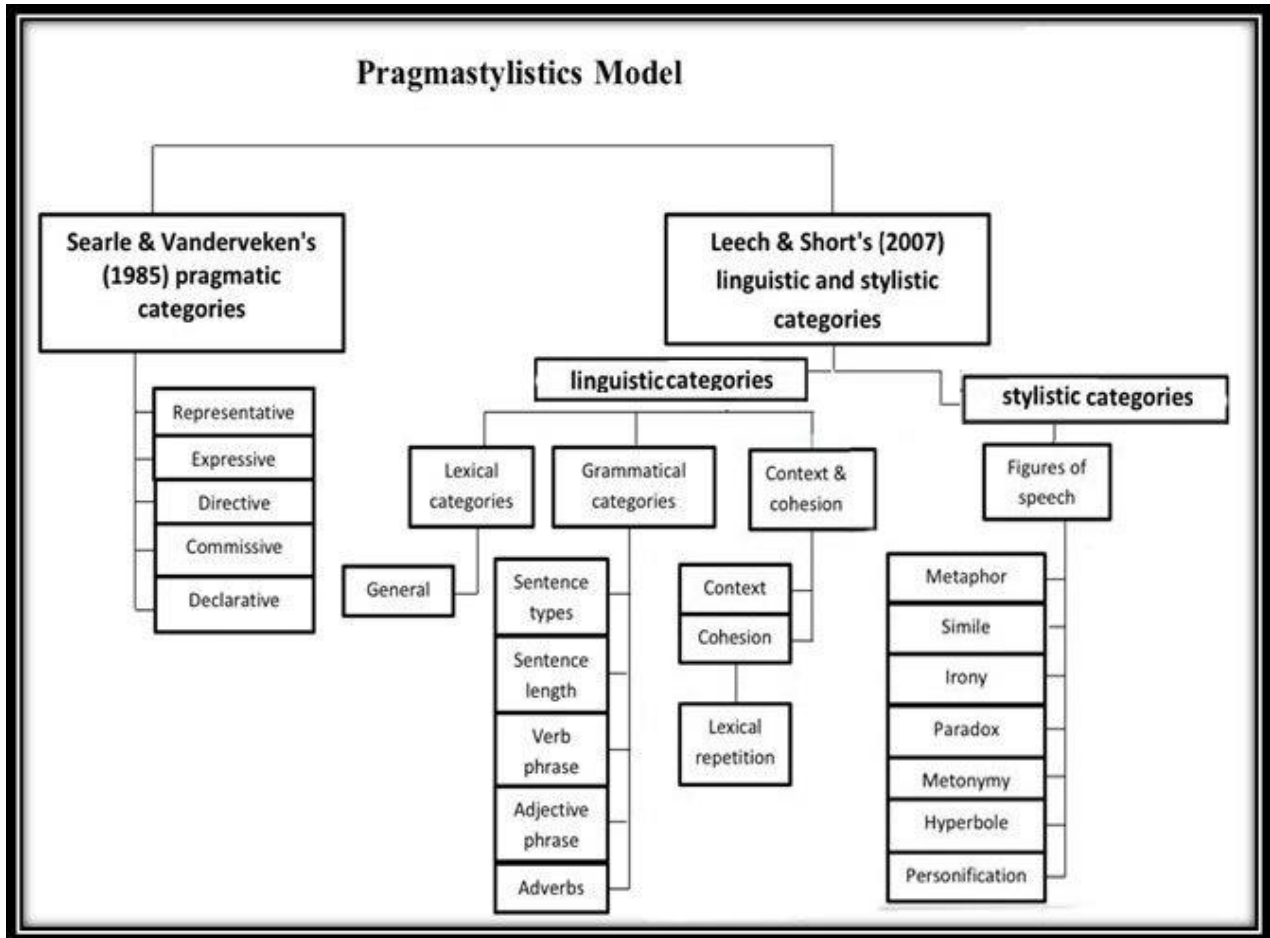 Pragmastylistics Model
Searle & Vanderveken's
(1985) pragmatic
categories
Representative
Expressive
Directive
Commissive
Declarative
Leech & Short's (2007)
linguistic and stylistic
categories
linguistic categories
Lexical
categories
General
Grammatical
categories
Sentence
types
Sentence
length
Verb
phrase
Adjective
phrase
Adverbs
Context &
cohesion
Context
Cohesion
Lexical
repetition
stylistic categories
Figures of
speech
Metaphor
Simile
Irony
Paradox
Metonymy
Hyperbole
Personification